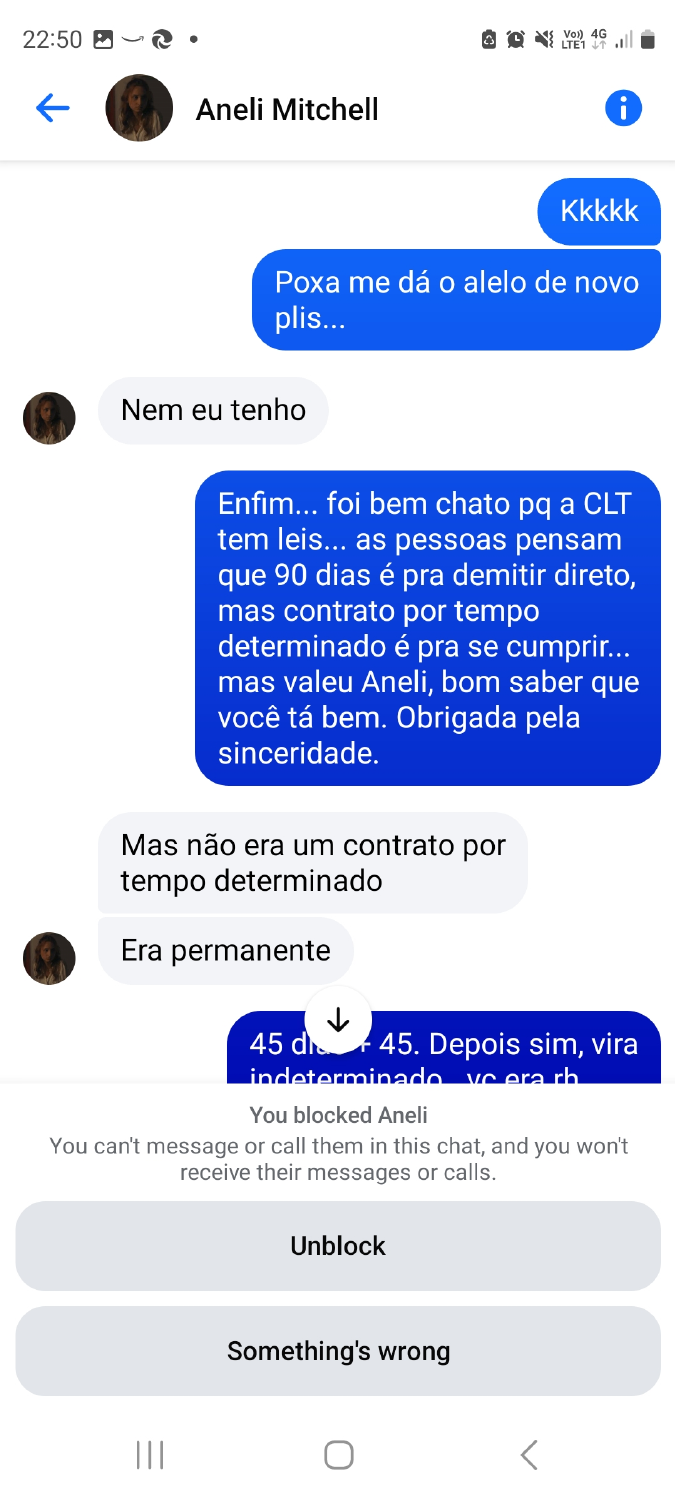 22:50
Vo)) 4G
LTE1
Aneli Mitchell
Kkkkk
Poxa me dá o alelo de novo
plis...
Nem eu tenho
Enfim... foi bem chato pq a CLT
tem leis... as pessoas pensam
que 90 dias é pra demitir direto,
mas contrato por tempo
determinado é pra se cumprir...
mas valeu Aneli, bom saber que
você tá bem. Obrigada pela
sinceridade.
Mas não era um contrato por
tempo determinado
Era permanente
45 dias + 45. Depois sim, vira
indeterminado vc era rh
You blocked Aneli
You can't message or call them in this chat, and you won't
receive their messages or calls.
Unblock
Something's wrong